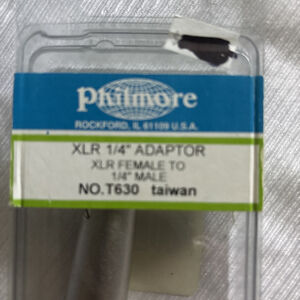 philmore
ROCKFORD, IL 61109 U.S.A.
XLR 1/4" ADAPTOR
XLR FEMALE TO
1/4" MALE
NO.T630 taiwan